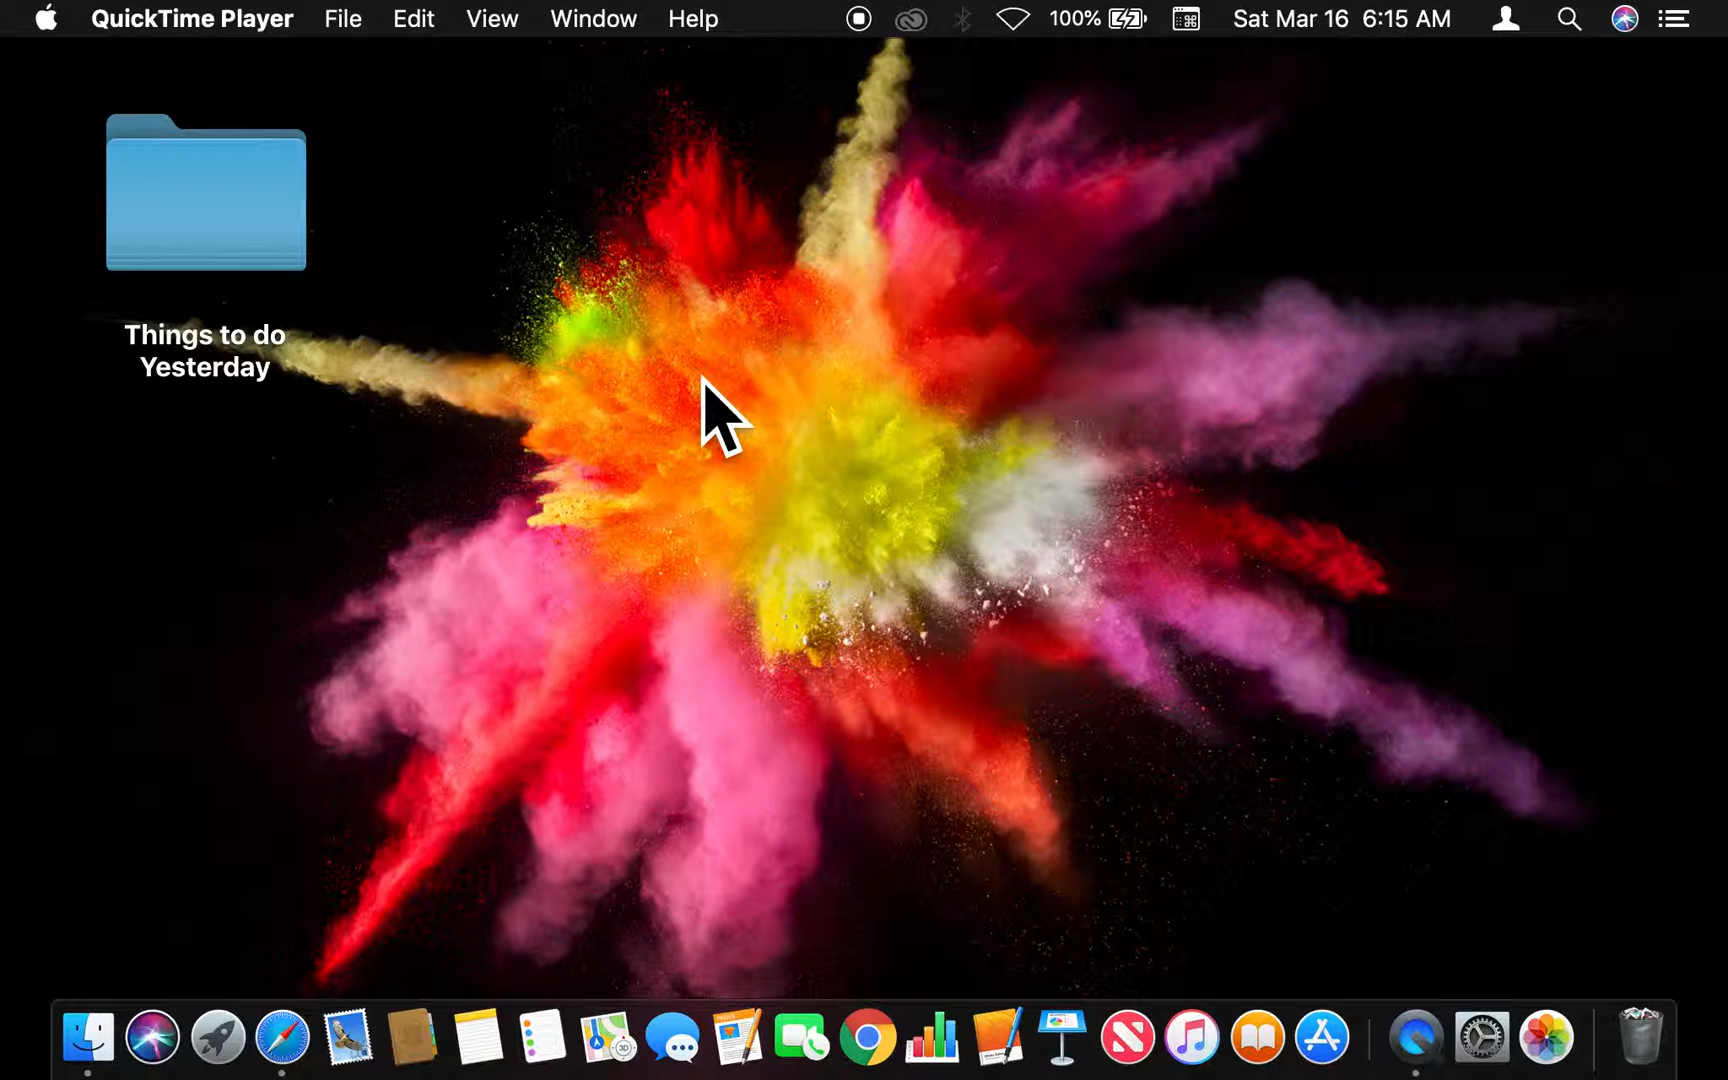 QuickTime Player File Edit View Window Help 100% Sat Mar 16 6:15 AM
Things to do
Yesterday